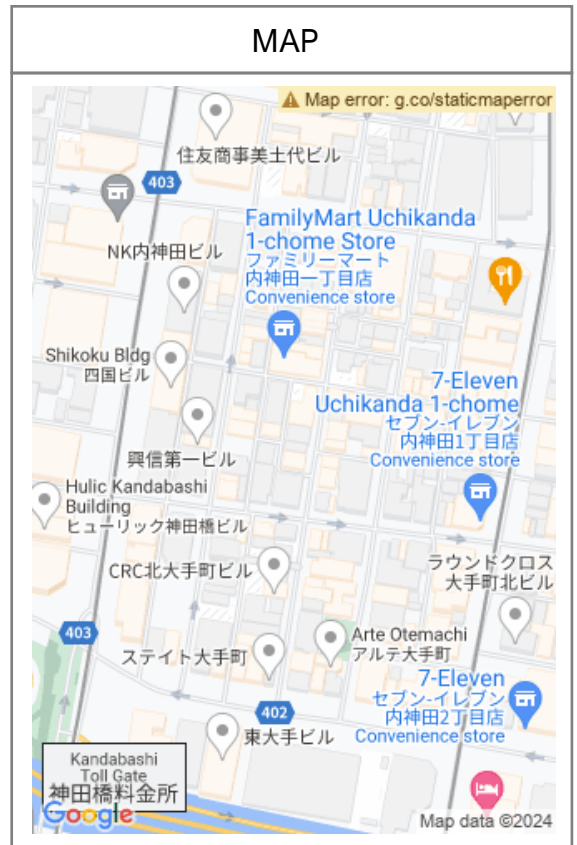 MAP
Map error: g.co/staticmaperror
住友商事美土代ビル
403
FamilyMart Uchikanda
1-chome Store
ファミリーマート
内神田一丁目店
Convenience store
NK内神田ビル
Shikoku Bldg
四国ビル
7-Eleven
Uchikanda 1-chome
セブン-イレブン
内神田1丁目店
Convenience store
興信第一ビル
Hulic Kandabashi
Building
ヒューリック神田橋ビル
CRC北大手町ビル
ラウンドクロス
大手町北ビル
403
ステイト大手町
Arte Otemachi
アルテ大手町
7-Eleven
セブン-イレブン
内神田2丁目店
Convenience store
402
東大手ビル
Kandabashi
Toll Gate
神田橋料金所
Google
Map data ©2024